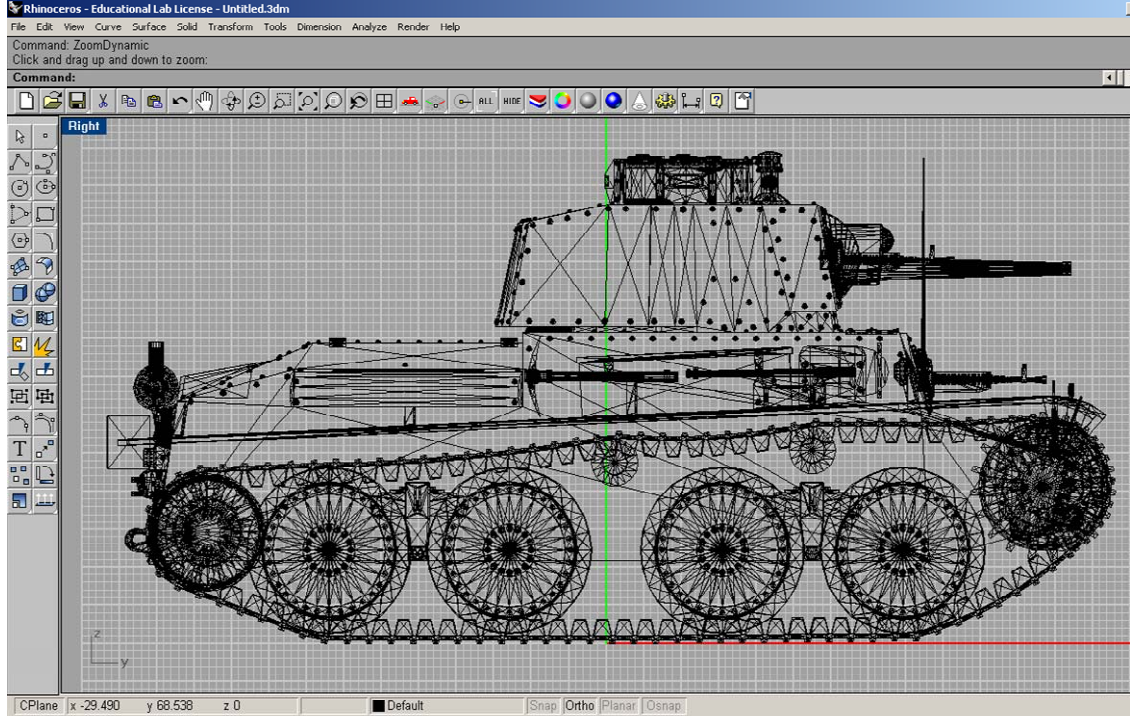 Rhinoceros - Educational Lab License - Untitled.3dm
File Edit View Curve Surface Solid Transform Tools Dimension Analyze Render Help
Command: ZoomDynamic
Click and drag up and down to zoom:
Command:
ALL HIDE
Right
T
z
y
CPlane x -29.490 y 68.538 z 0 Default Snap Ortho Planar Osnap